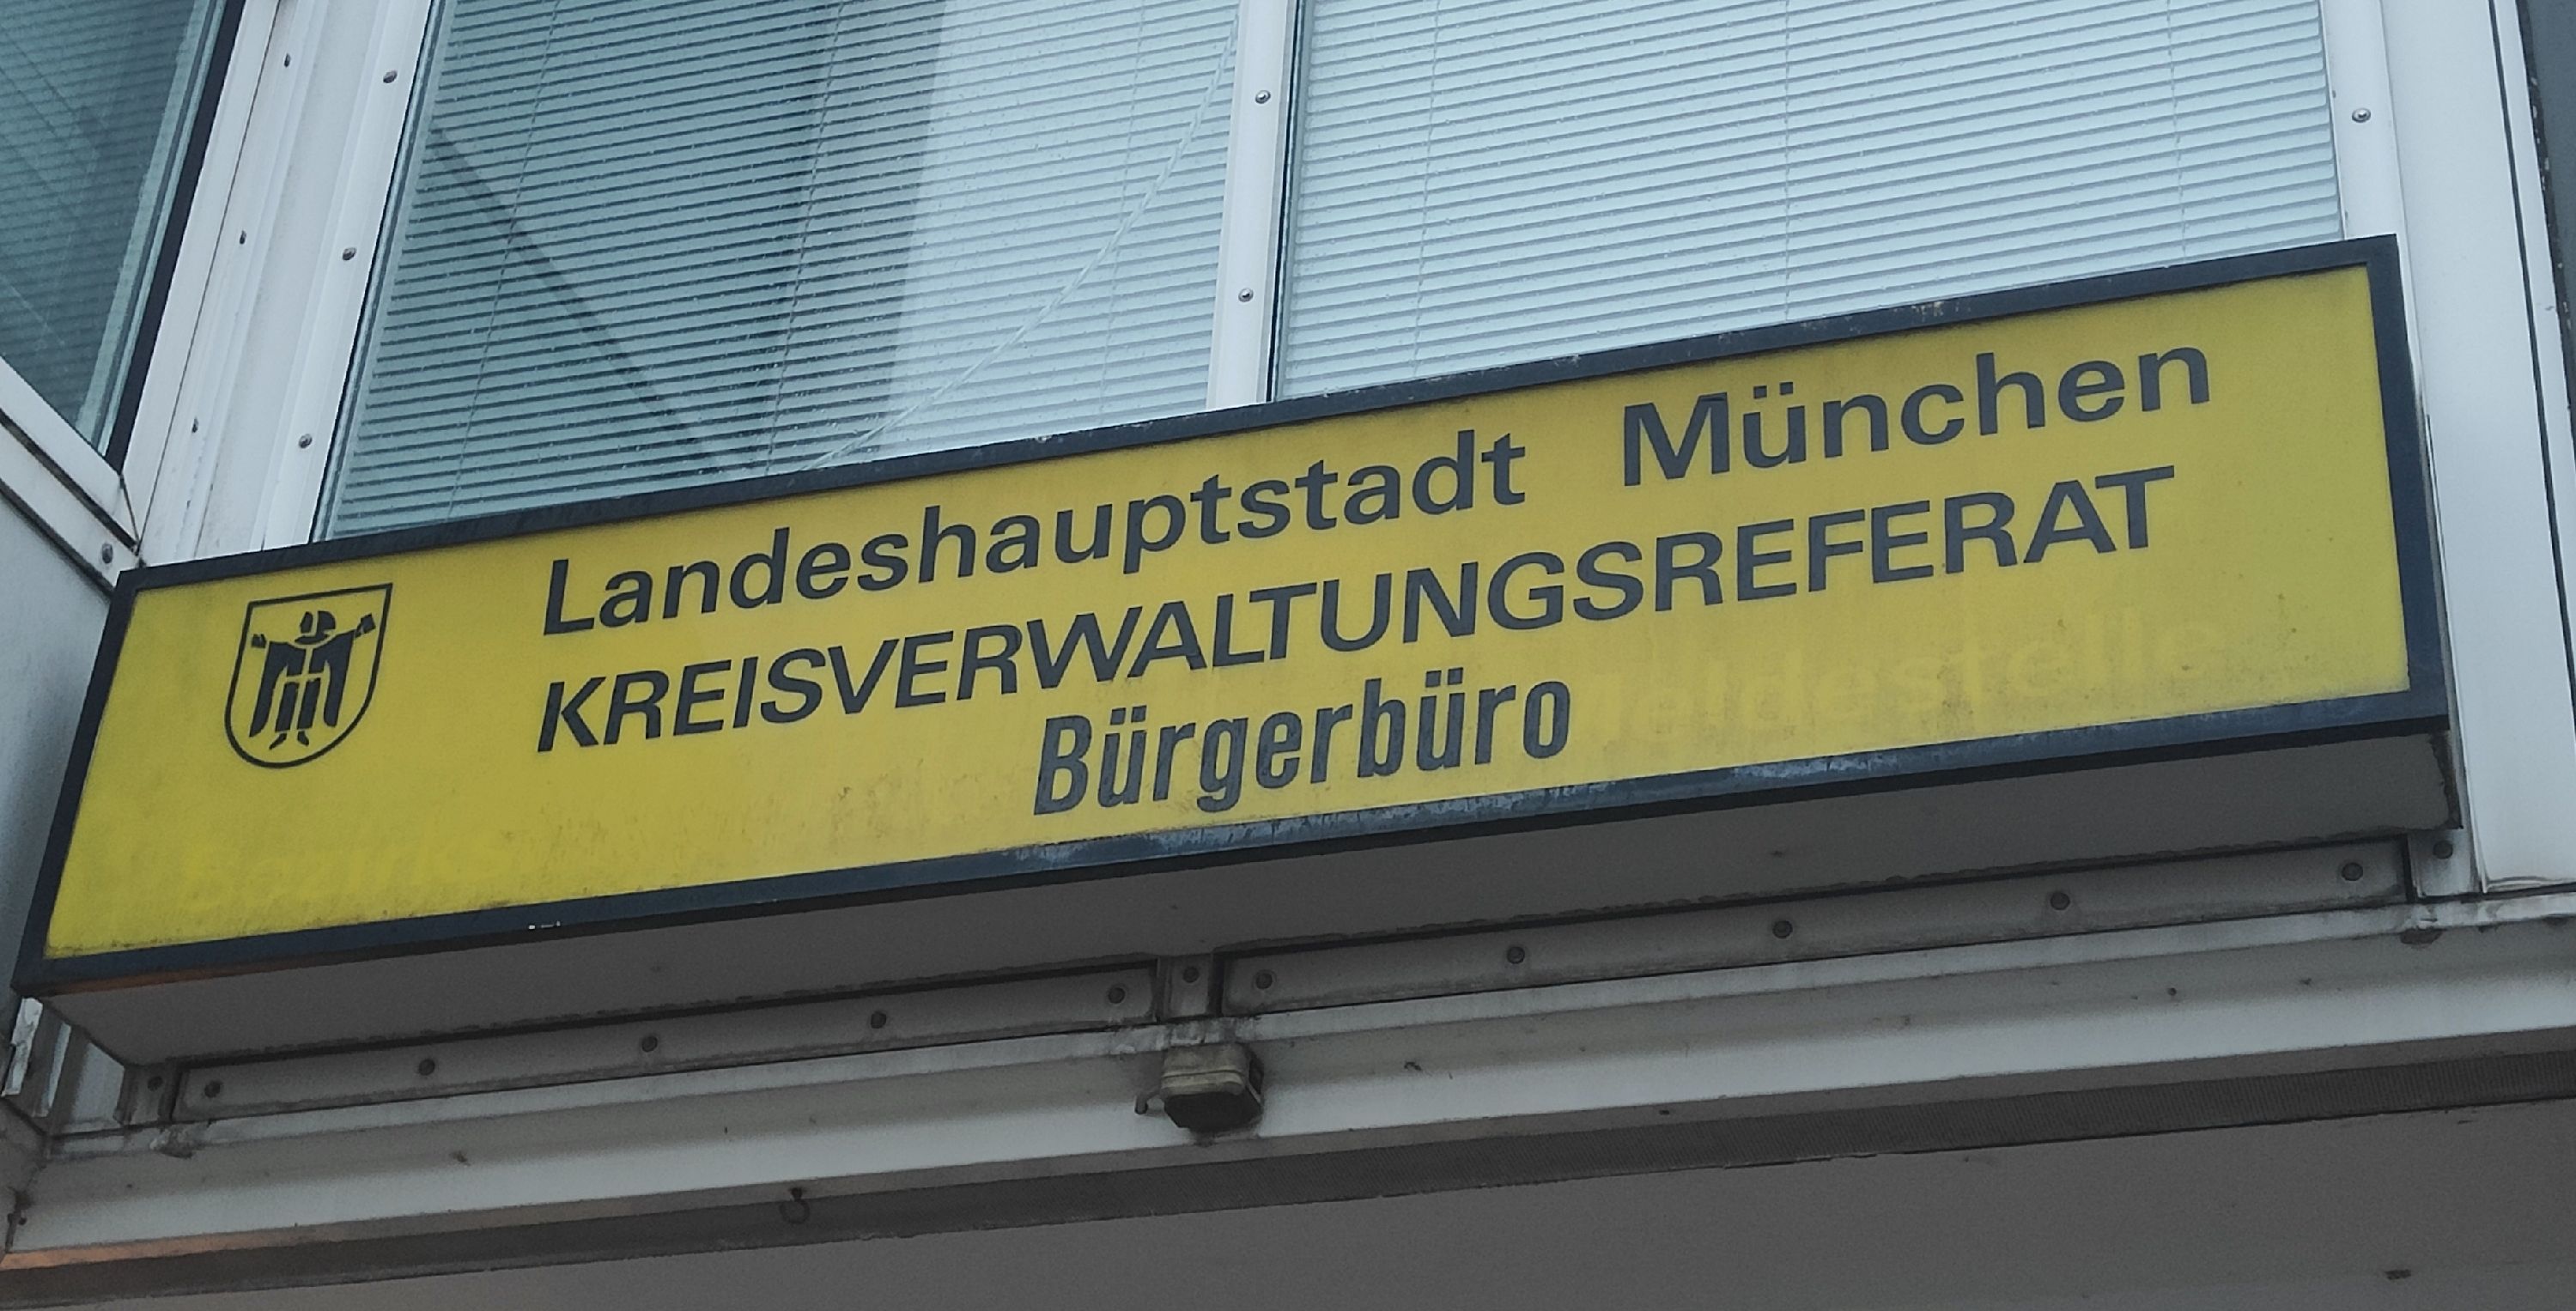 Landeshauptstadt München
KREISVERWALTUNGSREFERAT
Bürgerbüro